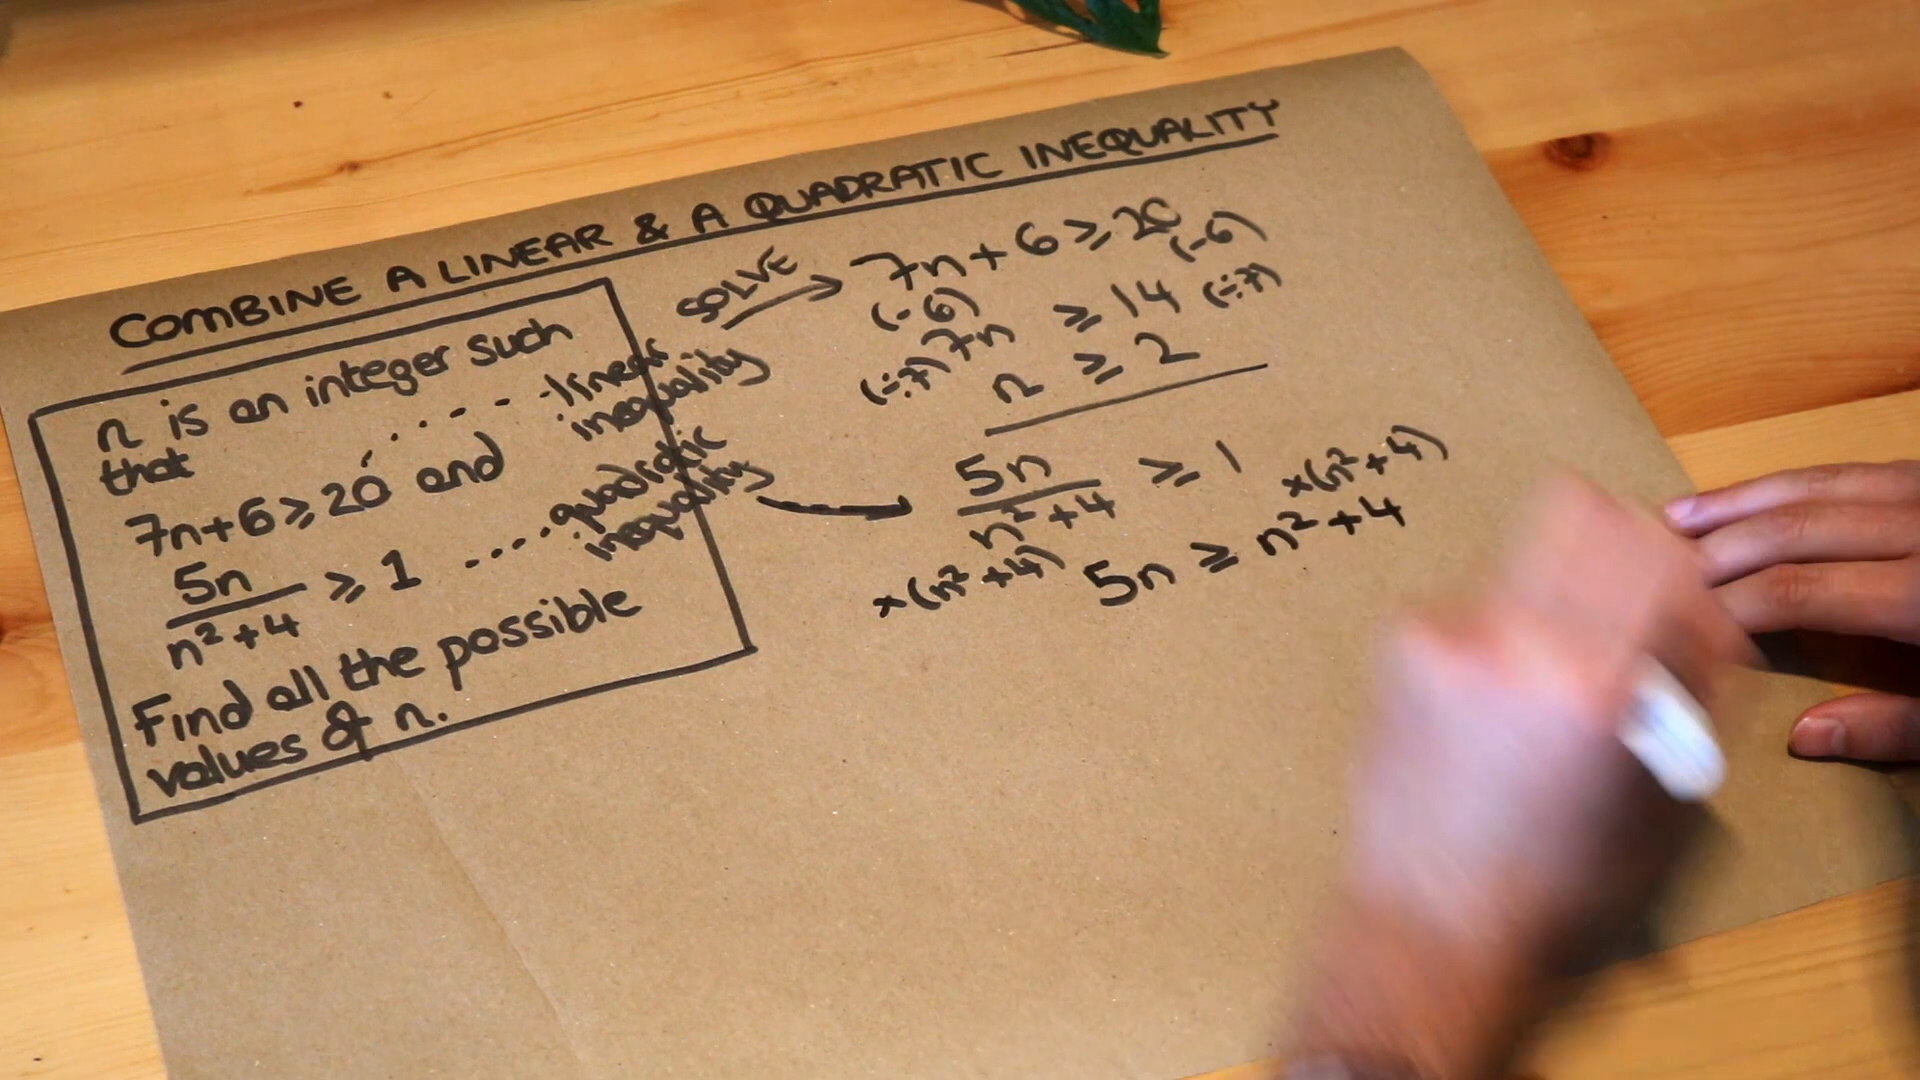 COMBINE A LINEAR & A QUADRATIC INEQUALITY
n is an integer such
that
7n+6≥20 and
5n/n²+4 ≥ 1
Find all the possible
values of n.
linear
inequality
quadratic
inequality
SOLVE
7n+6≥20
(-6) (-6)
(÷7) 7n ≥ 14 (÷7)
n ≥ 2
5n/n²+4 ≥ 1
×(n²+4) ×(n²+4)
5n ≥ n²+4